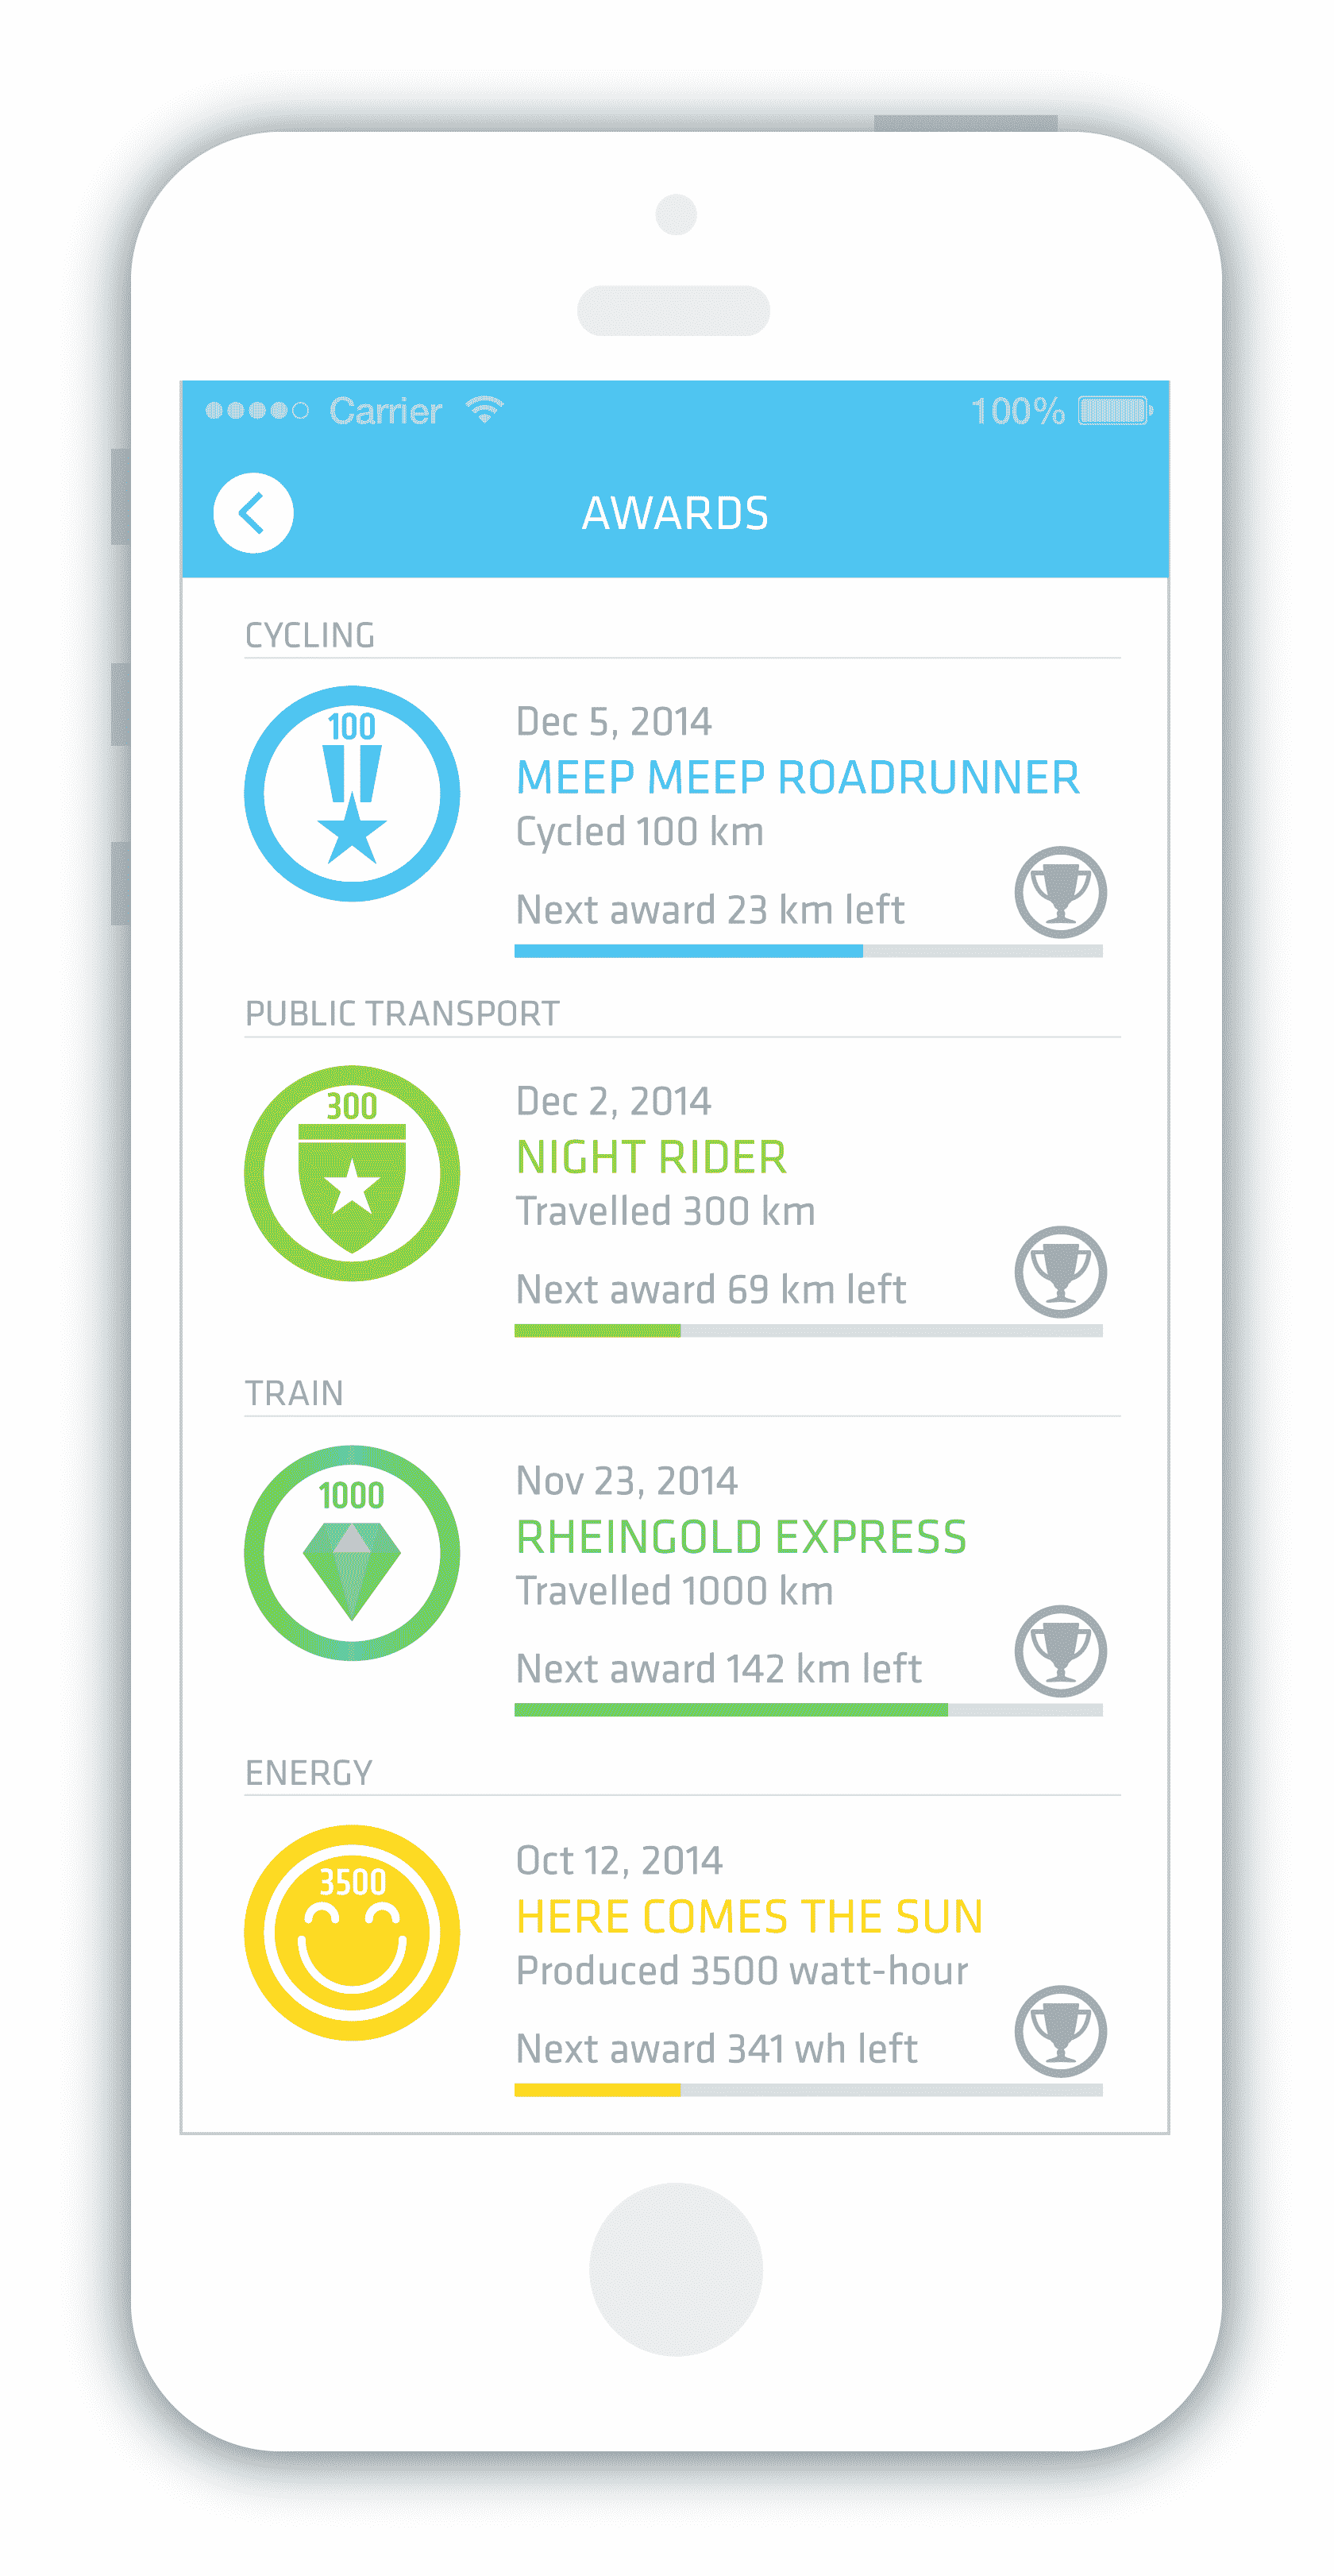 Carrier 100%
AWARDS
CYCLING
100
Dec 5, 2014
MEEP MEEP ROADRUNNER
Cycled 100 km
Next award 23 km left
PUBLIC TRANSPORT
300
Dec 2, 2014
NIGHT RIDER
Travelled 300 km
Next award 69 km left
TRAIN
1000
Nov 23, 2014
RHEINGOLD EXPRESS
Travelled 1000 km
Next award 142 km left
ENERGY
3500
Oct 12, 2014
HERE COMES THE SUN
Produced 3500 watt-hour
Next award 341 wh left